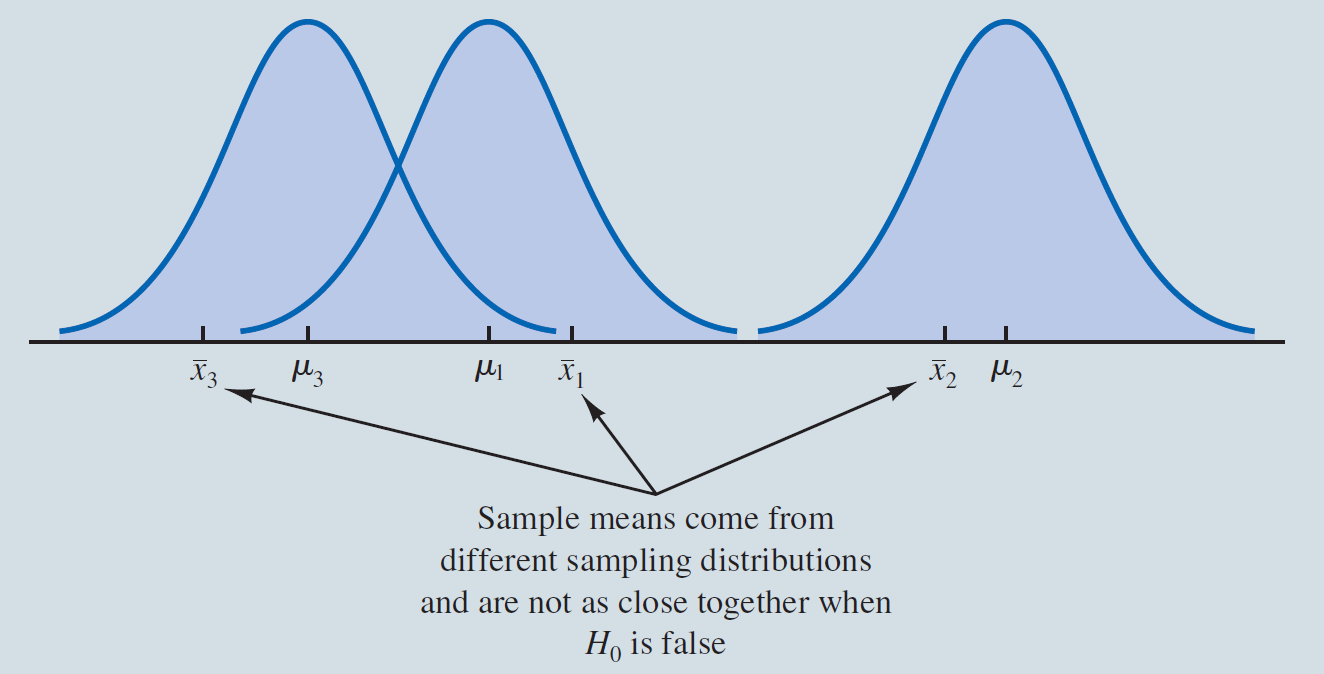 x̄₃ μ₃ μ₁ x̄₁ x̄₂ μ₂
Sample means come from
different sampling distributions
and are not as close together when
H₀ is false